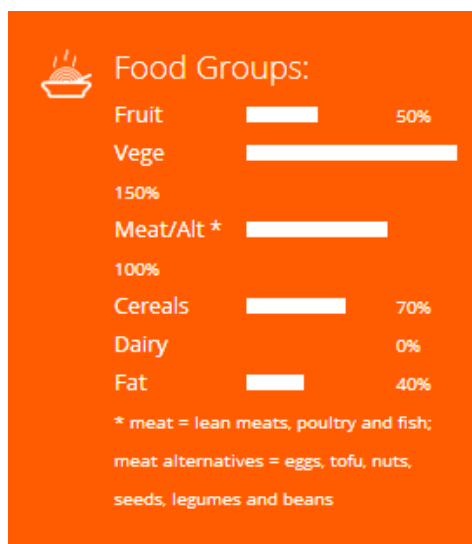 Food Groups:
Fruit 50%
Vege
150%
Meat/Alt *
100%
Cereals 70%
Dairy 0%
Fat 40%
* meat = lean meats, poultry and fish;
meat alternatives = eggs, tofu, nuts,
seeds, legumes and beans